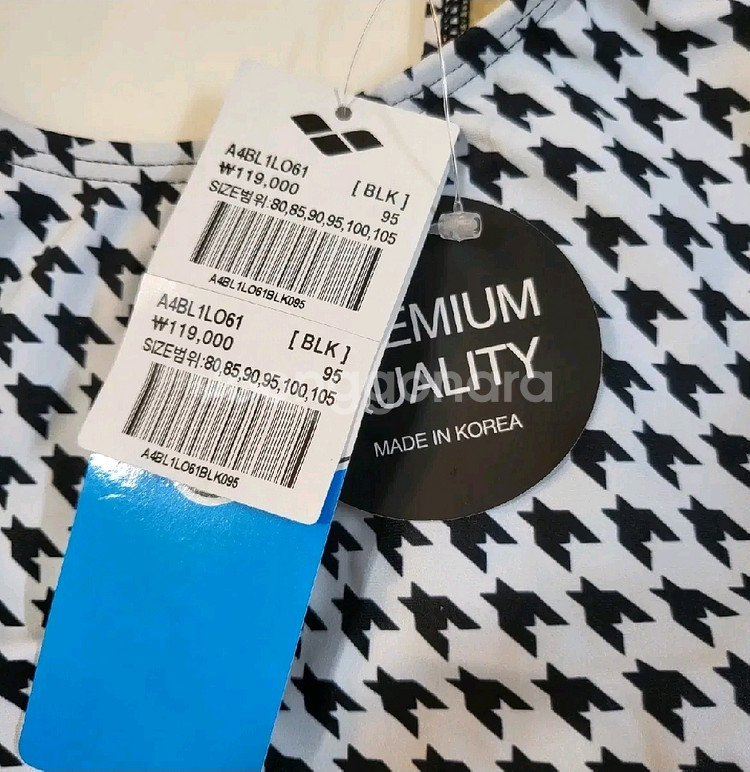 A4BL1LO61
₩119,000 [ BLK ]
95
SIZE범위:80,85,90,95,100,105
A4BL1LO61BLK095
A4BL1LO61
₩119,000 [ BLK ]
95
SIZE범위:80,85,90,95,100,105
A4BL1LO61BLK095
EMIUM
UALITY
MADE IN KOREA